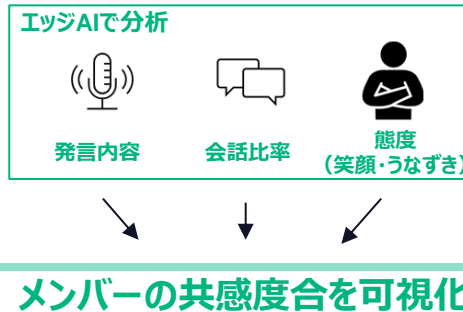 エッジAIで分析
発言内容
会話比率
態度
(笑顔・うなずき)
メンバーの共感度合を可視化